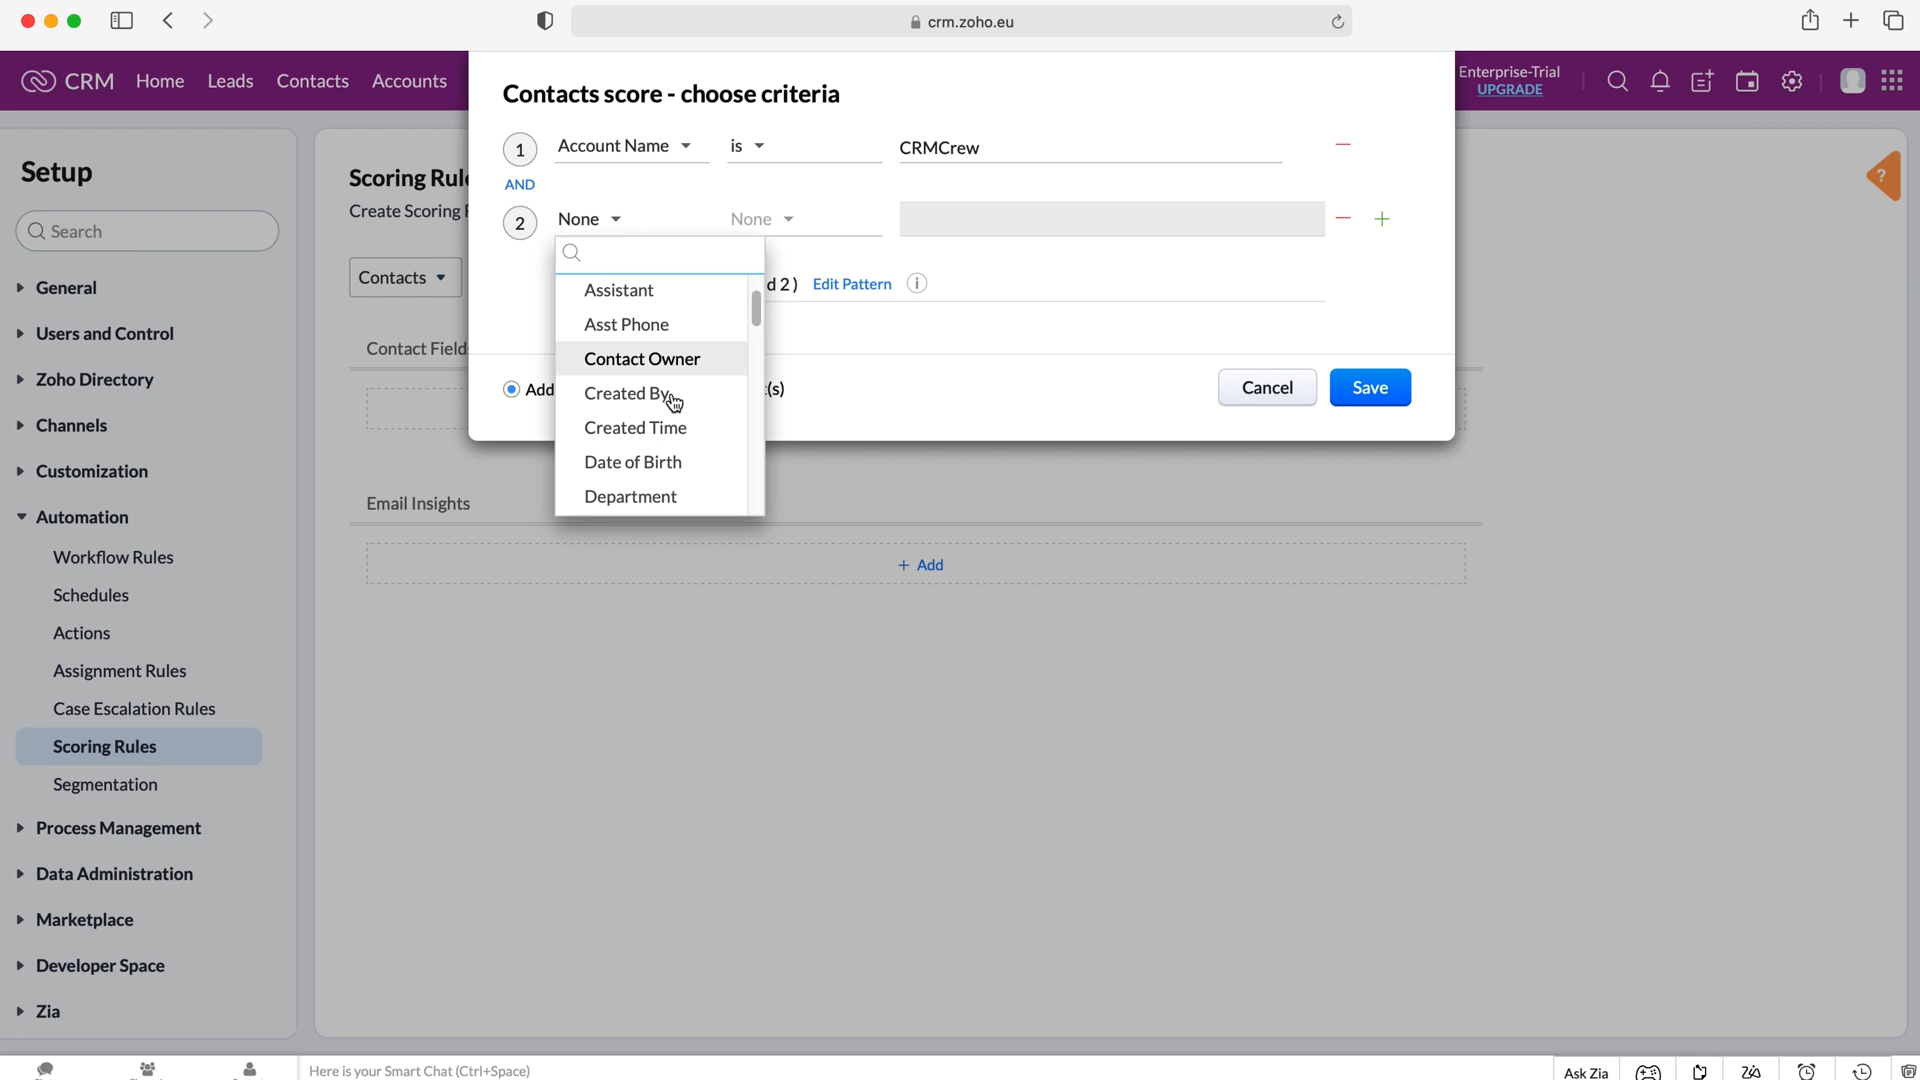 crm.zoho.eu
CRM Home Leads Contacts Accounts
Enterprise-Trial
UPGRADE
Setup
Search
General
Users and Control
Zoho Directory
Channels
Customization
Automation
Workflow Rules
Schedules
Actions
Assignment Rules
Case Escalation Rules
Scoring Rules
Segmentation
Process Management
Data Administration
Marketplace
Developer Space
Zia
Scoring Rul
Create Scoring
Contacts
Contact Field
Email Insights
+ Add
Contacts score - choose criteria
1 Account Name is CRMCrew
AND
2 None None
d 2 ) Edit Pattern i
Assistant
Asst Phone
Contact Owner
Created By
Created Time
Date of Birth
Department
Add t(s)
Cancel Save
?
Here is your Smart Chat (Ctrl+Space)
Ask Zia